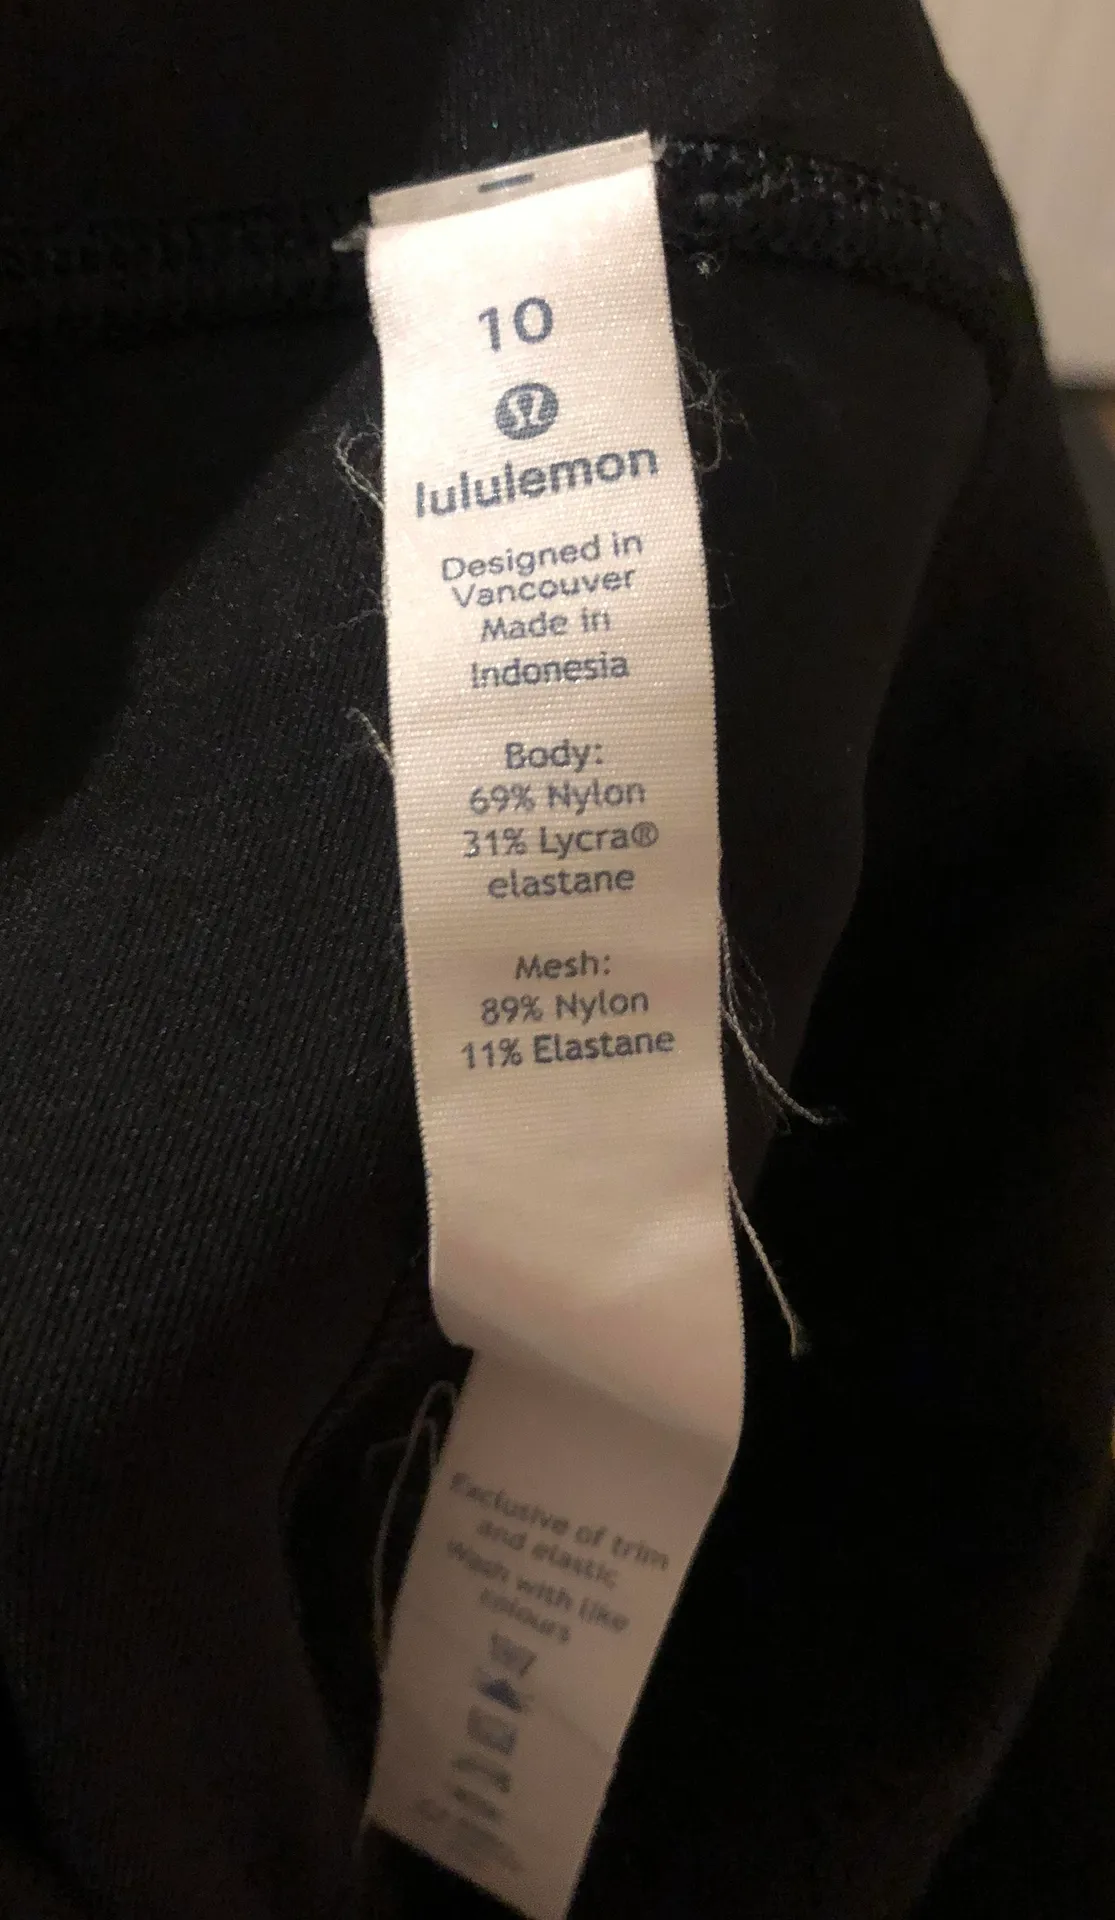 10
lululemon
Designed in
Vancouver
Made in
Indonesia
Body:
69% Nylon
31% Lycra®
elastane
Mesh:
89% Nylon
11% Elastane
Exclusive of trim
and elastic
Wash with like
colours